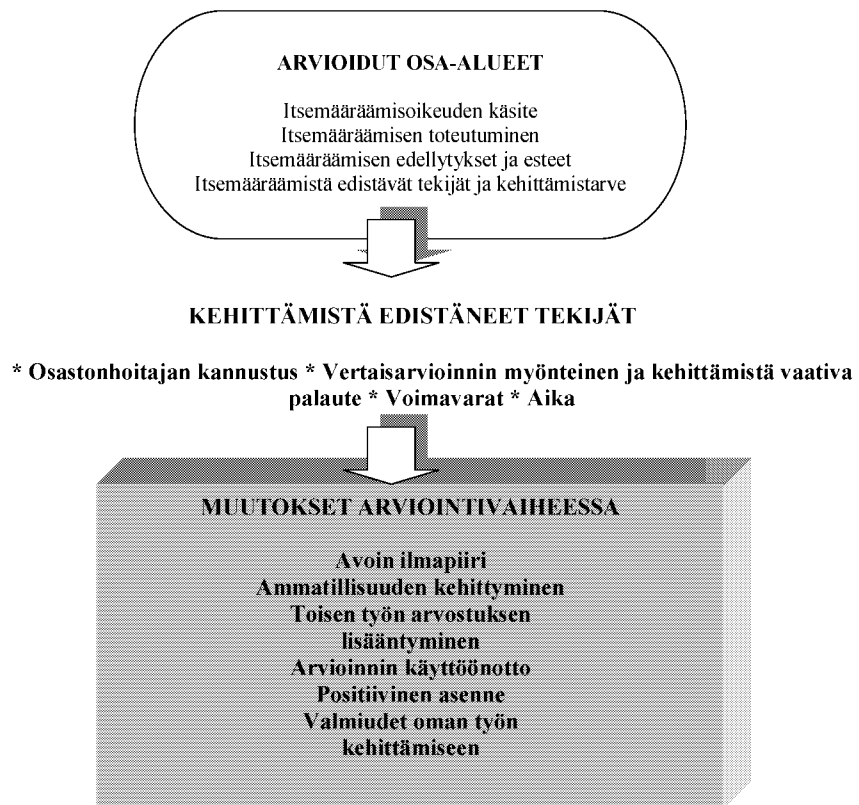 ARVIOIDUT OSA-ALUEET
Itsemääräämisoikeuden käsite
Itsemääräämisen toteutuminen
Itsemääräämisen edellytykset ja esteet
Itsemääräämistä edistävät tekijät ja kehittämistarve
KEHITTÄMISTÄ EDISTÄNEET TEKIJÄT
* Osastonhoitajan kannustus * Vertaisarvioinnin myönteinen ja kehittämistä vaativa
palaute * Voimavarat * Aika
MUUTOKSET ARVIOINTIVAIHEESSA
Avoin ilmapiiri
Ammatillisuuden kehittyminen
Toisen työn arvostuksen
lisääntyminen
Arvioinnin käyttöönotto
Positiivinen asenne
Valmiudet oman työn
kehittämiseen